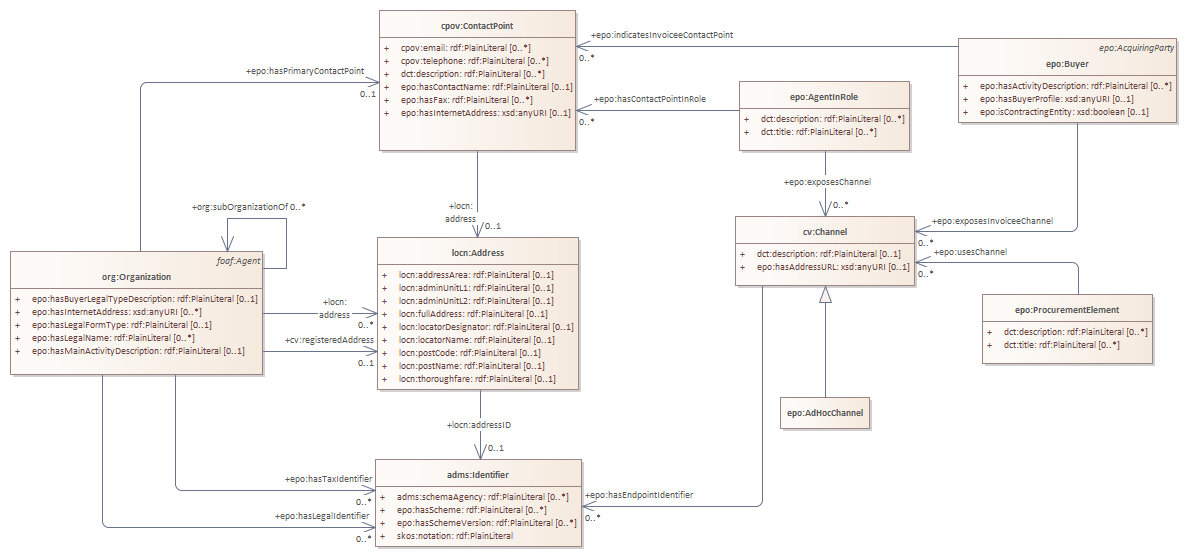 cpov:ContactPoint
+ cpov:email: rdf:PlainLiteral [0..*]
+ cpov:telephone: rdf:PlainLiteral [0..*]
+ dct:description: rdf:PlainLiteral [0..*]
+ epo:hasContactName: rdf:PlainLiteral [0..1]
+ epo:hasFax: rdf:PlainLiteral [0..*]
+ epo:hasInternetAddress: xsd:anyURI [0..1]
+epo:indicatesInvoiceeContactPoint
0..*
epo:AcquiringParty
epo:Buyer
+ epo:hasActivityDescription: rdf:PlainLiteral [0..*]
+ epo:hasBuyerProfile: xsd:anyURI [0..1]
+ epo:isContractingEntity: xsd:boolean [0..1]
+epo:hasPrimaryContactPoint
0..1
+epo:hasContactPointInRole
0..*
epo:AgentInRole
+ dct:description: rdf:PlainLiteral [0..*]
+ dct:title: rdf:PlainLiteral [0..*]
+epo:exposesChannel
0..*
+org:subOrganizationOf 0..*
+locn:
address
0..1
cv:Channel
+ dct:description: rdf:PlainLiteral [0..1]
+ epo:hasAddressURL: xsd:anyURI [0..1]
+epo:exposesInvoiceeChannel
0..*
+epo:usesChannel
0..*
foaf:Agent
org:Organization
+ epo:hasBuyerLegalTypeDescription: rdf:PlainLiteral [0..1]
+ epo:hasInternetAddress: xsd:anyURI [0..*]
+ epo:hasLegalFormType: rdf:PlainLiteral [0..1]
+ epo:hasLegalName: rdf:PlainLiteral [0..*]
+ epo:hasMainActivityDescription: rdf:PlainLiteral [0..1]
+locn:
address
0..*
+cv:registeredAddress
0..1
locn:Address
+ locn:addressArea: rdf:PlainLiteral [0..1]
+ locn:adminUnitL1: rdf:PlainLiteral [0..1]
+ locn:adminUnitL2: rdf:PlainLiteral [0..1]
+ locn:fullAddress: rdf:PlainLiteral [0..1]
+ locn:locatorDesignator: rdf:PlainLiteral [0..1]
+ locn:locatorName: rdf:PlainLiteral [0..1]
+ locn:postCode: rdf:PlainLiteral [0..1]
+ locn:postName: rdf:PlainLiteral [0..1]
+ locn:thoroughfare: rdf:PlainLiteral [0..1]
epo:ProcurementElement
+ dct:description: rdf:PlainLiteral [0..*]
+ dct:title: rdf:PlainLiteral [0..*]
epo:AdHocChannel
+locn:addressID
0..1
+epo:hasTaxIdentifier
0..*
+epo:hasLegalIdentifier
0..*
adms:Identifier
+ adms:schemaAgency: rdf:PlainLiteral [0..*]
+ epo:hasScheme: rdf:PlainLiteral [0..*]
+ epo:hasSchemeVersion: rdf:PlainLiteral [0..*]
+ skos:notation: rdf:PlainLiteral
+epo:hasEndpointIdentifier
0..*